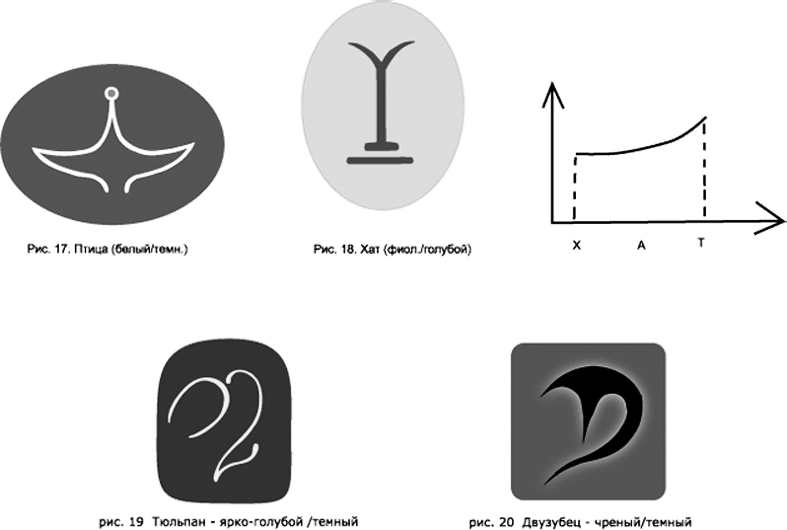 Рис. 17. Птица (белый/темн.)
Рис. 18. Хат (фиол./голубой)
Х А Т
рис. 19 Тюльпан - ярко-голубой /темный
рис. 20 Двузубец - чреный/темный